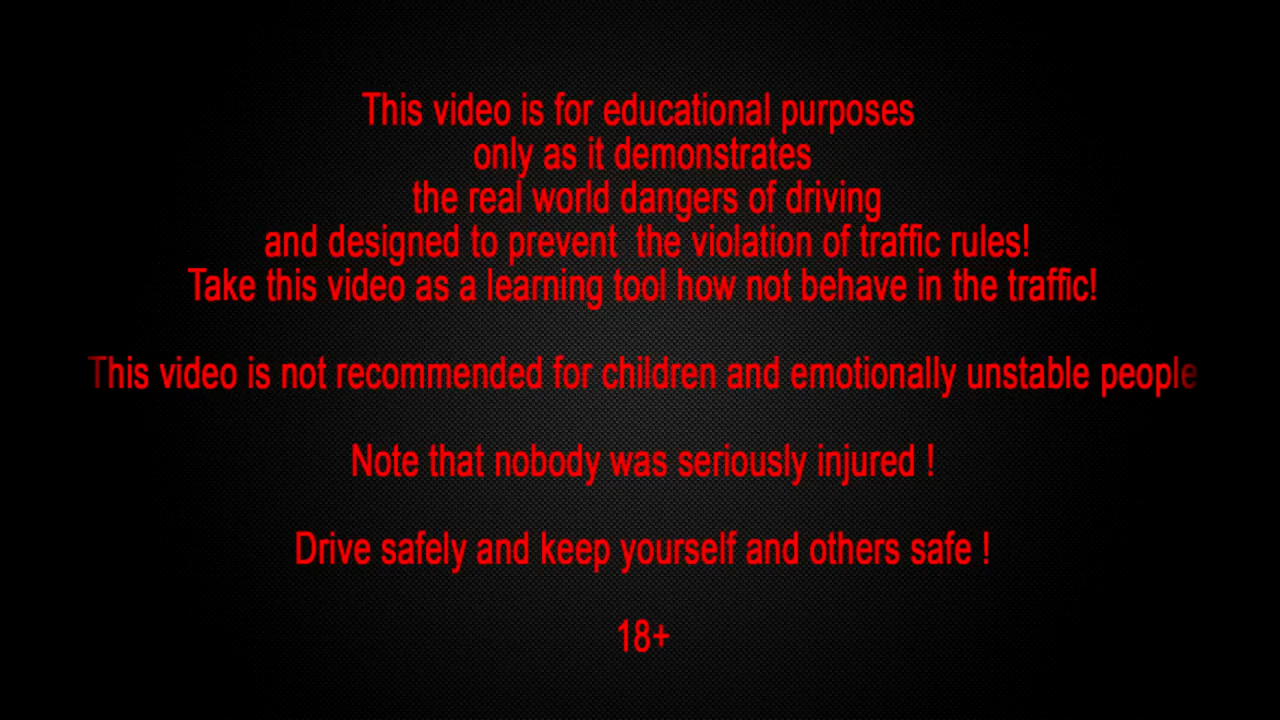 This video is for educational purposes
only as it demonstrates
the real world dangers of driving
and designed to prevent  the violation of traffic rules!
Take this video as a learning tool how not behave in the traffic!
This video is not recommended for children and emotionally unstable people
Note that nobody was seriously injured !
Drive safely and keep yourself and others safe !
18+